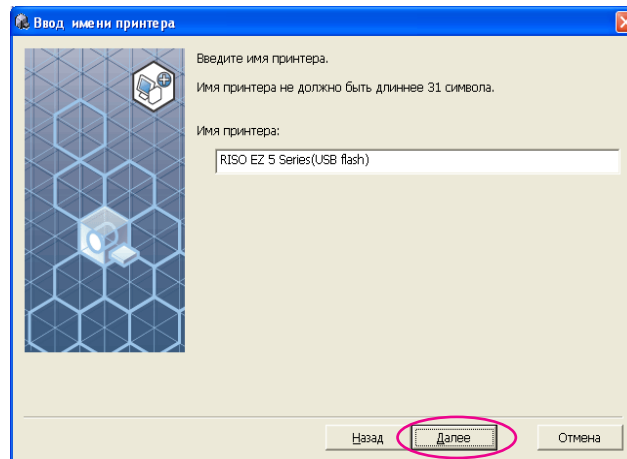 Ввод имени принтера
Введите имя принтера.
Имя принтера не должно быть длиннее 31 символа.
Имя принтера:
RISO EZ 5 Series(USB flash)
Назад Далее Отмена